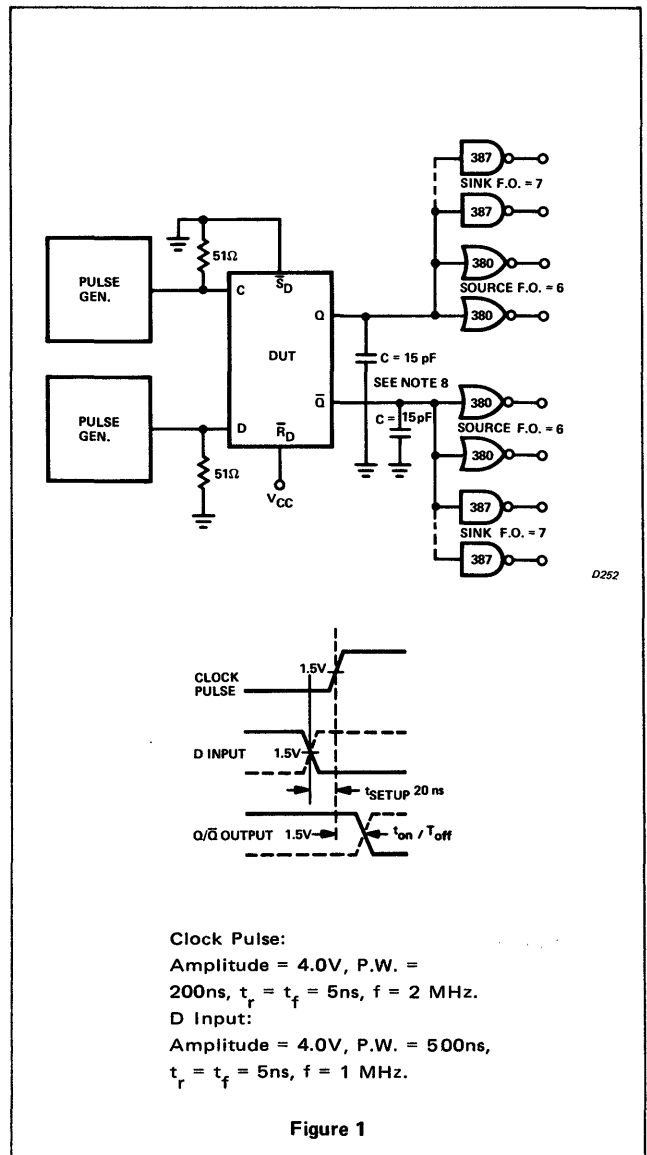 387
SINK F.O. = 7
387
51Ω
380
SOURCE F.O. = 6
PULSE
GEN.
C
S̅D
Q
380
DUT
C = 15 pF
SEE NOTE 8
Q̅
380
C = 15pF
SOURCE F.O. = 6
PULSE
GEN.
D
R̅D
380
51Ω
VCC
387
SINK F.O. = 7
387
D252
1.5V
CLOCK
PULSE
D INPUT
1.5V
tSETUP 20 ns
Q/Q̅ OUTPUT
1.5V
ton / Toff
Clock Pulse:
Amplitude = 4.0V, P.W. =
200ns, tr = tf = 5ns, f = 2 MHz.
D Input:
Amplitude = 4.0V, P.W. = 500ns,
tr = tf = 5ns, f = 1 MHz.
Figure 1